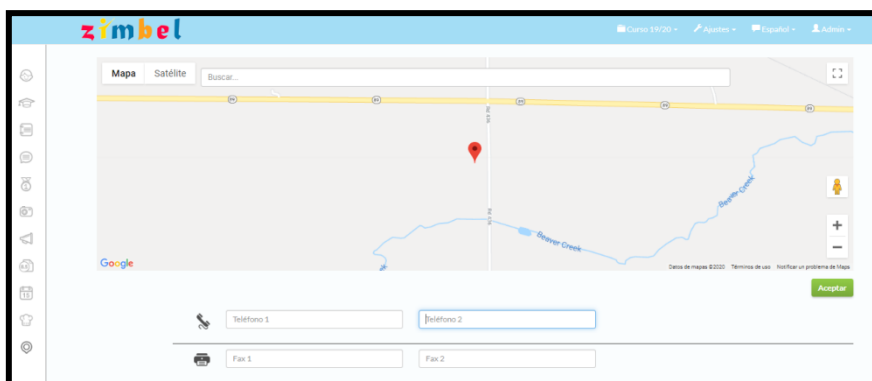 zimbel
Curso 19/20
Ajustes
Español
Admin
Mapa
Satélite
Buscar...
Beaver Creek
Beaver Creek
Google
Datos de mapas ©2020
Términos de uso
Notificar un problema de Maps
Aceptar
Teléfono 1
Teléfono 2
Fax 1
Fax 2